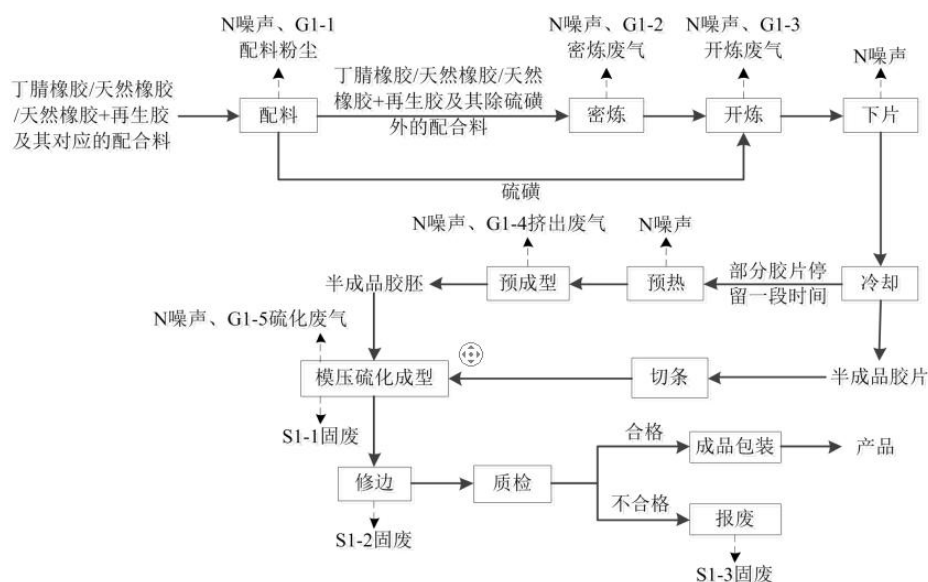 N噪声、G1-1
配料粉尘
N噪声、G1-2
密炼废气
N噪声、G1-3
开炼废气
N噪声
丁腈橡胶/天然橡胶
/天然橡胶+再生胶
及其对应的配合料
配料
丁腈橡胶/天然橡胶/天然
橡胶+再生胶及其除硫磺
外的配合料
密炼
开炼
下片
硫磺
N噪声、G1-4挤出废气
N噪声
半成品胶胚
预成型
预热
部分胶片停
留一段时间
冷却
N噪声、G1-5硫化废气
模压硫化成型
切条
半成品胶片
S1-1固废
合格
成品包装
产品
修边
质检
不合格
报废
S1-2固废
S1-3固废